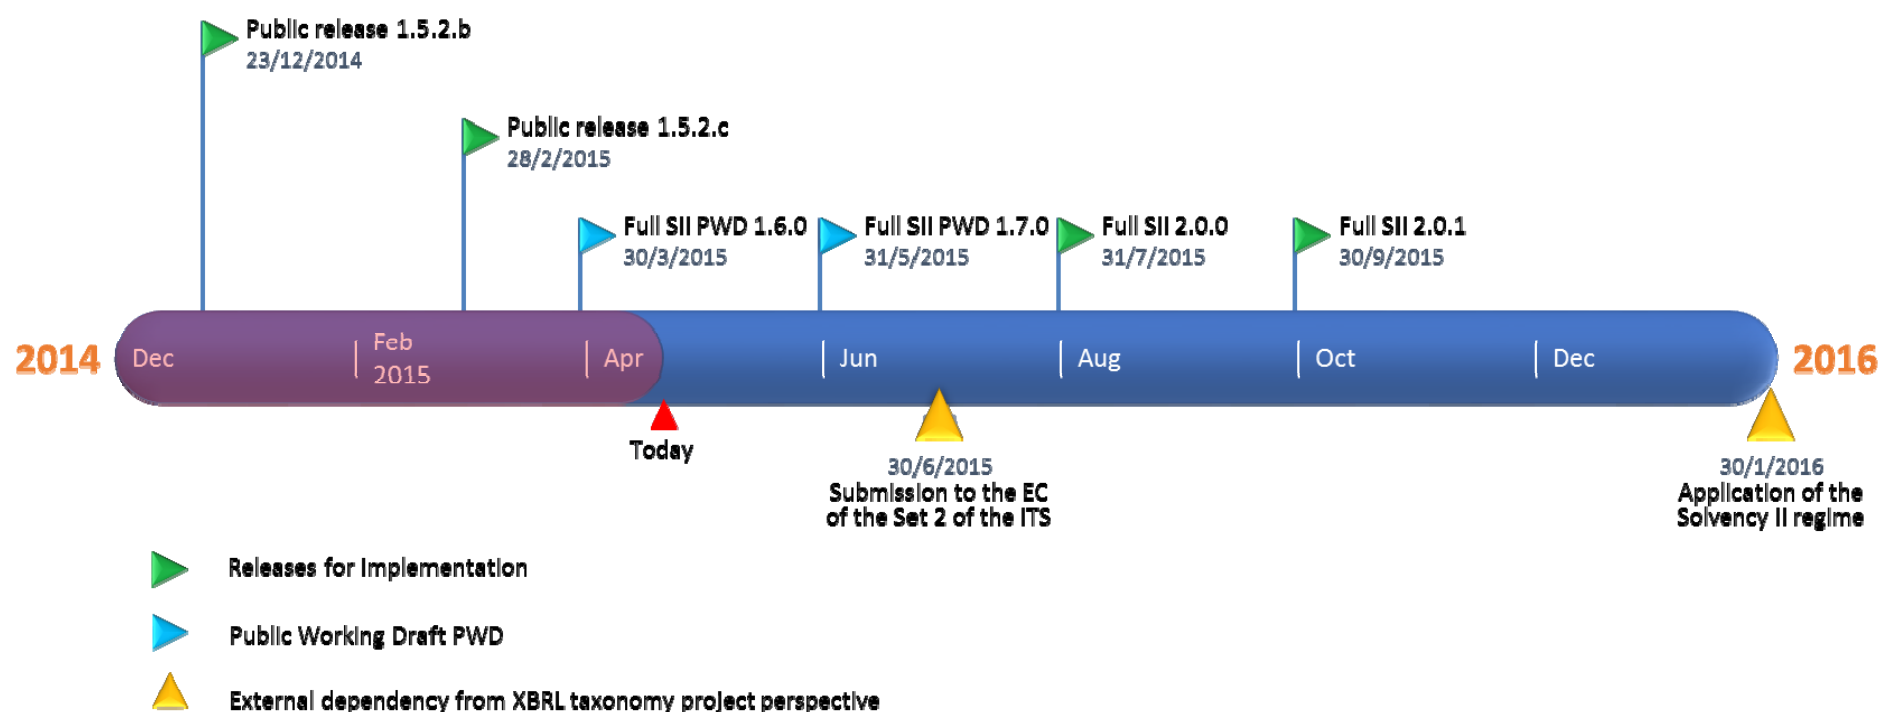 Public release 1.5.2.b
23/12/2014
Public release 1.5.2.c
28/2/2015
Full SII PWD 1.6.0
30/3/2015
Full SII PWD 1.7.0
31/5/2015
Full SII 2.0.0
31/7/2015
Full SII 2.0.1
30/9/2015
2014
Dec
Feb
2015
Apr
Jun
Aug
Oct
Dec
2016
Today
30/6/2015
Submission to the EC
of the Set 2 of the ITS
30/1/2016
Application of the
Solvency II regime
Releases for Implementation
Public Working Draft PWD
External dependency from XBRL taxonomy project perspective